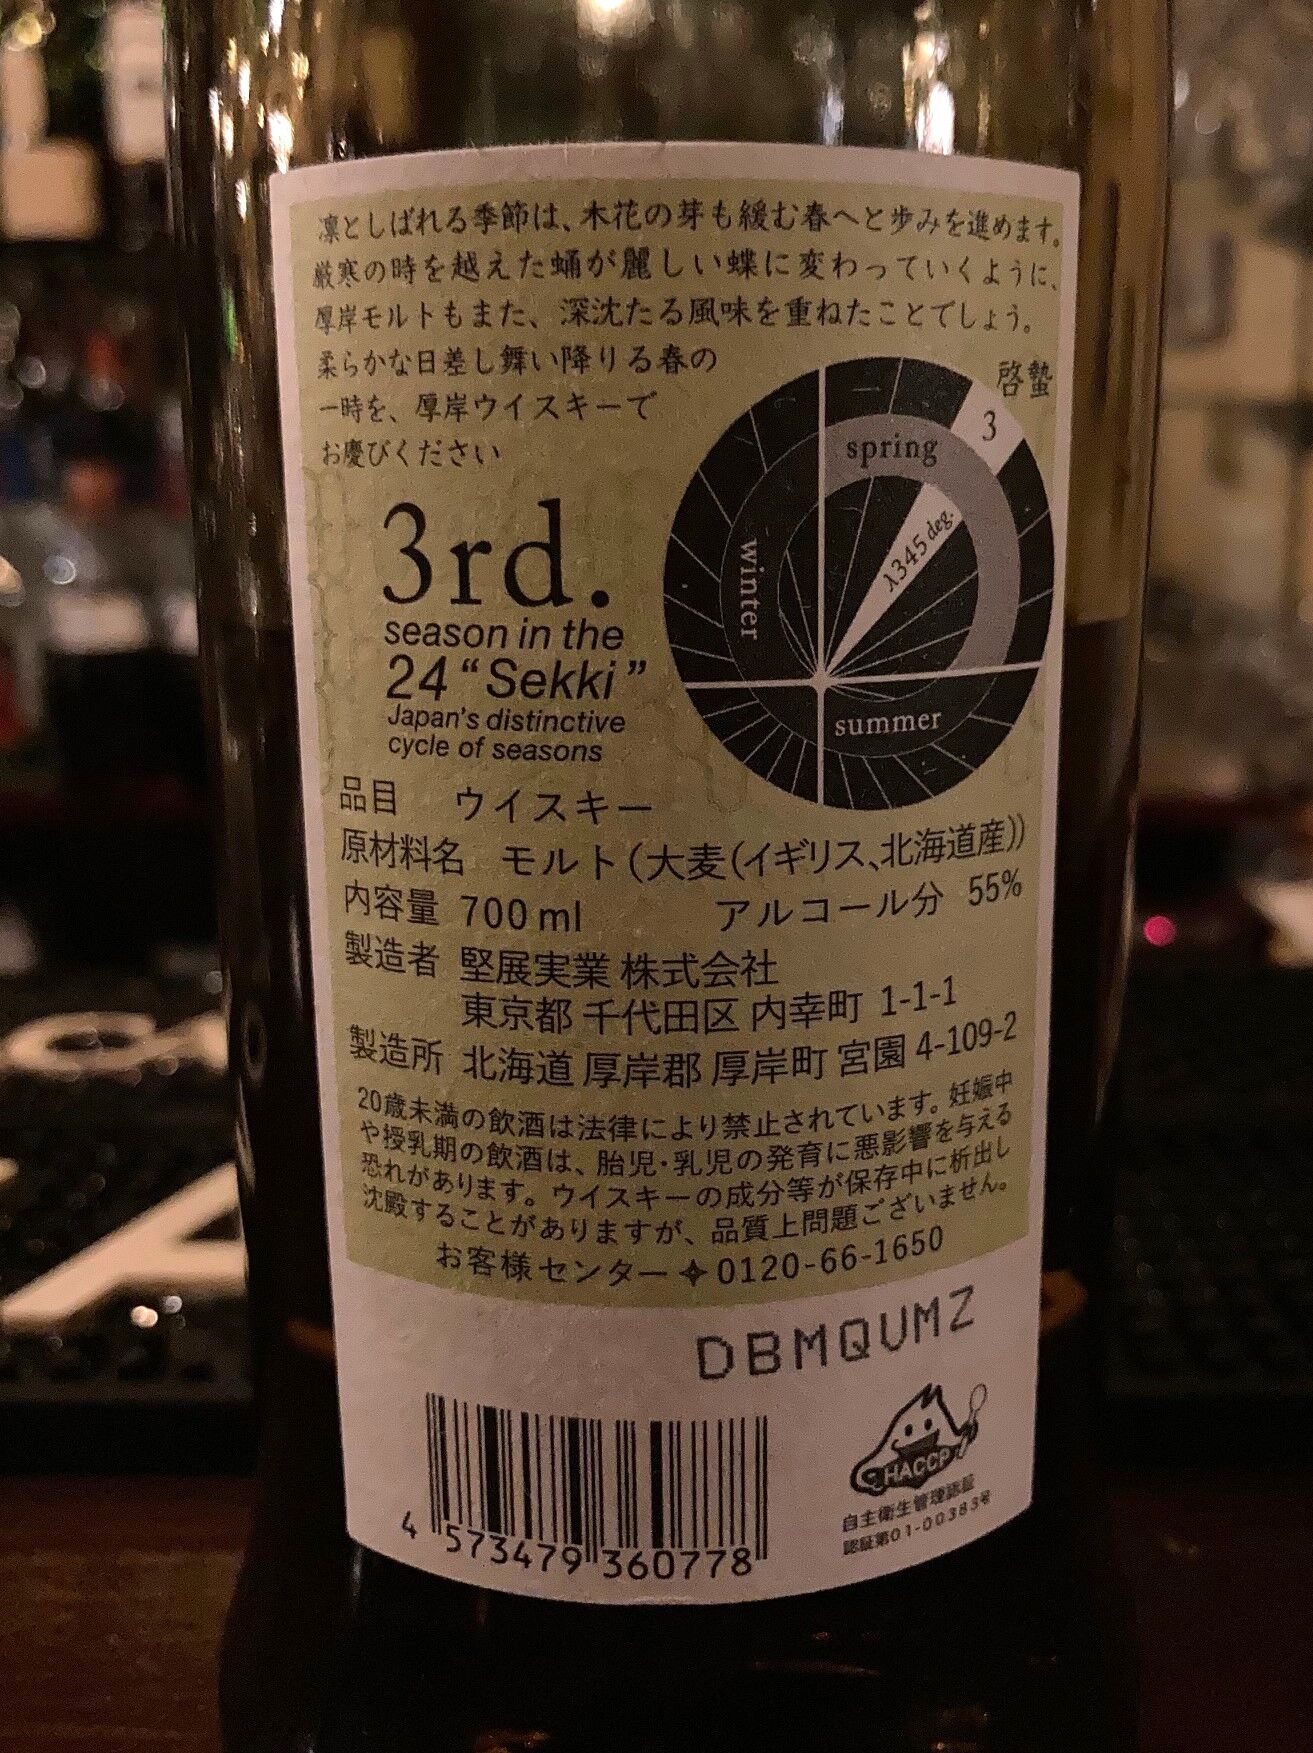 凛としばれる季節は、木花の芽も緩む春へと歩みを進めます。
厳寒の時を越えた蛹が麗しい蝶に変わっていくように、
厚岸モルトもまた、深沈たる風味を重ねたことでしょう。
柔らかな日差し舞い降りる春の
一時を、厚岸ウイスキーで
お慶びください
啓蟄
3
spring
λ345 deg.
winter
summer
3rd.
season in the
24 “Sekki”
Japan's distinctive
cycle of seasons
品目 ウイスキー
原材料名 モルト(大麦(イギリス、北海道産))
内容量 700ml アルコール分 55%
製造者 堅展実業 株式会社
東京都 千代田区 内幸町 1-1-1
製造所 北海道 厚岸郡 厚岸町 宮園 4-109-2
20歳未満の飲酒は法律により禁止されています。妊娠中
や授乳期の飲酒は、胎児・乳児の発育に悪影響を与える
恐れがあります。ウイスキーの成分等が保存中に析出し
沈殿することがありますが、品質上問題ございません。
お客様センター✦0120-66-1650
DBMQUMZ
HACCP
自主衛生管理認証
認証第01-00383号
4 573479 360778